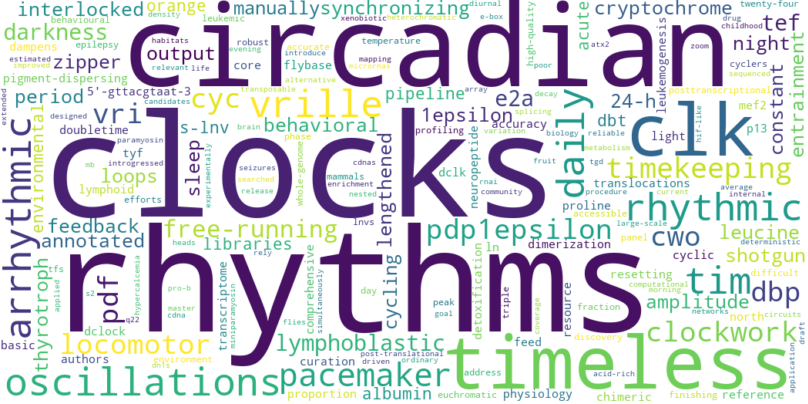 circadian
clocks
rhythms
timeless
clk
rhythmic
daily
vrille
timekeeping
oscillations
pacemaker
arrhythmic
locomotor
lymphoblastic
free-running
pdp1epsilon
clockwork
tim
dbp
tef
cwo
vri
cyc
pdf
interlocked
manually
synchronizing
orange
cryptochrome
darkness
zipper
output
night
period
pigment-dispersing
5'-gttacgtaat-3
doubletime
tyf
s-lnv
behavioral
behavioural
pipeline
e2a
1epsilon
24-h
dbt
constant
entrainment
environmental
loops
feedback
annotated
libraries
sleep
lengthened
cycling
neuropeptide
accuracy
acute
translocations
proline
leucine
shotgun
amplitude
resetting
dimerization
cyclic
thyrotroph
lymphoid
efforts
transcriptome
comprehensive
simultaneously
detoxification
resource
fraction
albumin
proportion
curation
physiology
chimeric
euchromatic
finishing
reference
north
basic
authors
dclock
dampens
epilepsy
density
leukemic
diurnal
e-box
xenobiotic
heterochromatic
drug
childhood
habitats
evening
robust
temperature
core
flybase
relevant
life
introduce
accurate
mapping
microrna
alternative
transposable
high-quality
poor
atx2
zoom
cyclers
sequenced
leukemogenesis
posttranscriptional
mef2
light
p13
hif-like
estimated
improved
candidates
extended
designed
array
decay
splicing
biology
reliable
variation
profiling
tgd
metabolism
current
procedure
average
internal
community
accessible
large-scale
panel
deterministic
difficult
morning
computational
networks
circuits
draft
application
brain
phase
mammals
dclk
fruit
rnai
seizures
cdnas
release
enrichment
nested
searched
whole-genome
experimentally
paramyosin
introgressed
mb
lnvs
rely
heads
pro-b
hypercalcemia
master
cdna
q22
s2
tfs
applied
environment
dnls
driven
miniparamyosin
flies
day
peak
goal
triple
coverage
ln
feed
address
post-translational
ordinary
discovery
acid-rich
twenty-four